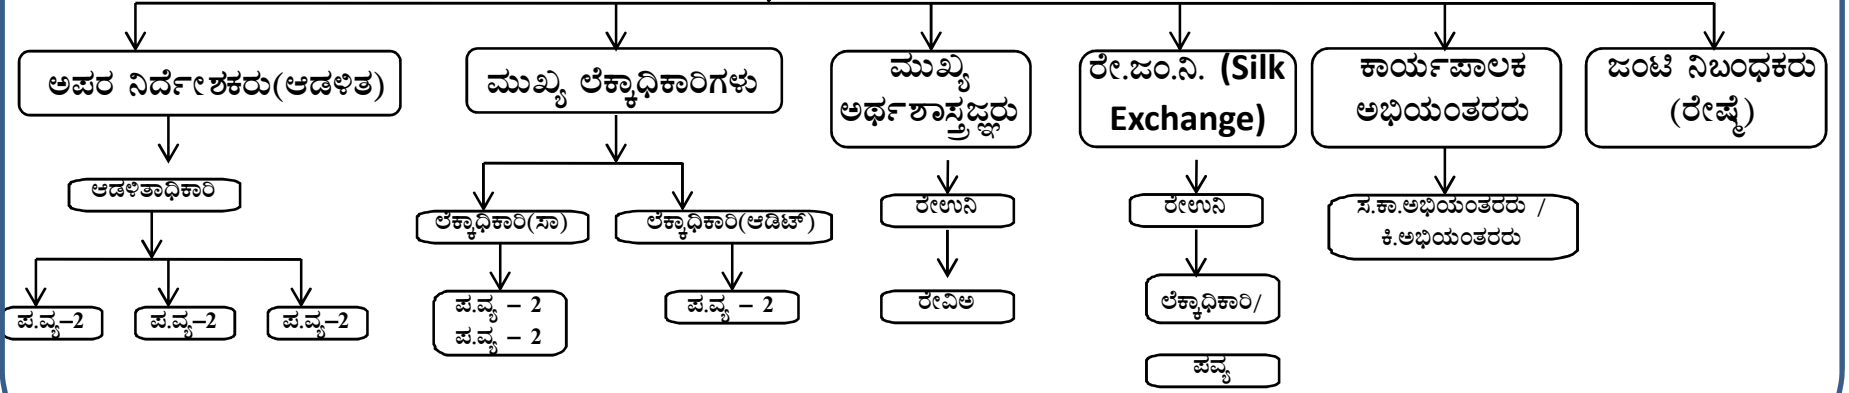 ಅಪರ ನಿರ್ದೇಶಕರು(ಆಡಳಿತ)
ಮುಖ್ಯ ಲೆಕ್ಕಾಧಿಕಾರಿಗಳು
ಮುಖ್ಯ
ಅರ್ಥಶಾಸ್ತ್ರಜ್ಞರು
ರೇ.ಜಂ.ನಿ. (Silk
Exchange)
ಕಾರ್ಯಪಾಲಕ
ಅಭಿಯಂತರರು
ಜಂಟಿ ನಿಬಂಧಕರು
(ರೇಷ್ಮೆ)
ಆಡಳಿತಾಧಿಕಾರಿ
ಲೆಕ್ಕಾಧಿಕಾರಿ(ಸಾ)
ಲೆಕ್ಕಾಧಿಕಾರಿ(ಆಡಿಟ್)
ರೇಉನಿ
ರೇಉನಿ
ಸ.ಕಾ.ಅಭಿಯಂತರರು /
ಕಿ.ಅಭಿಯಂತರರು
ಪ.ವ್ಯ-2
ಪ.ವ್ಯ-2
ಪ.ವ್ಯ-2
ಪ.ವ್ಯ - 2
ಪ.ವ್ಯ - 2
ಪ.ವ್ಯ - 2
ರೇವಿಅ
ಲೆಕ್ಕಾಧಿಕಾರಿ/
ಪವ್ಯ